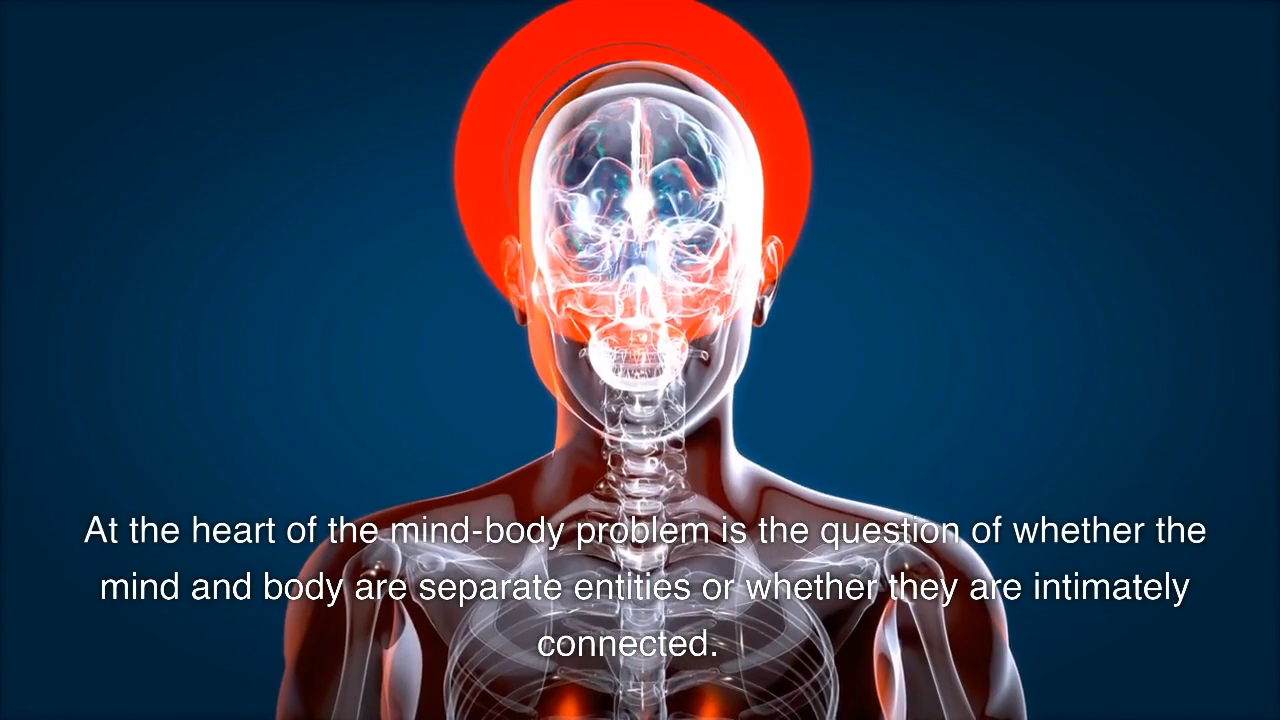 At the heart of the mind-body problem is the question of whether the
mind and body are separate entities or whether they are intimately
connected.